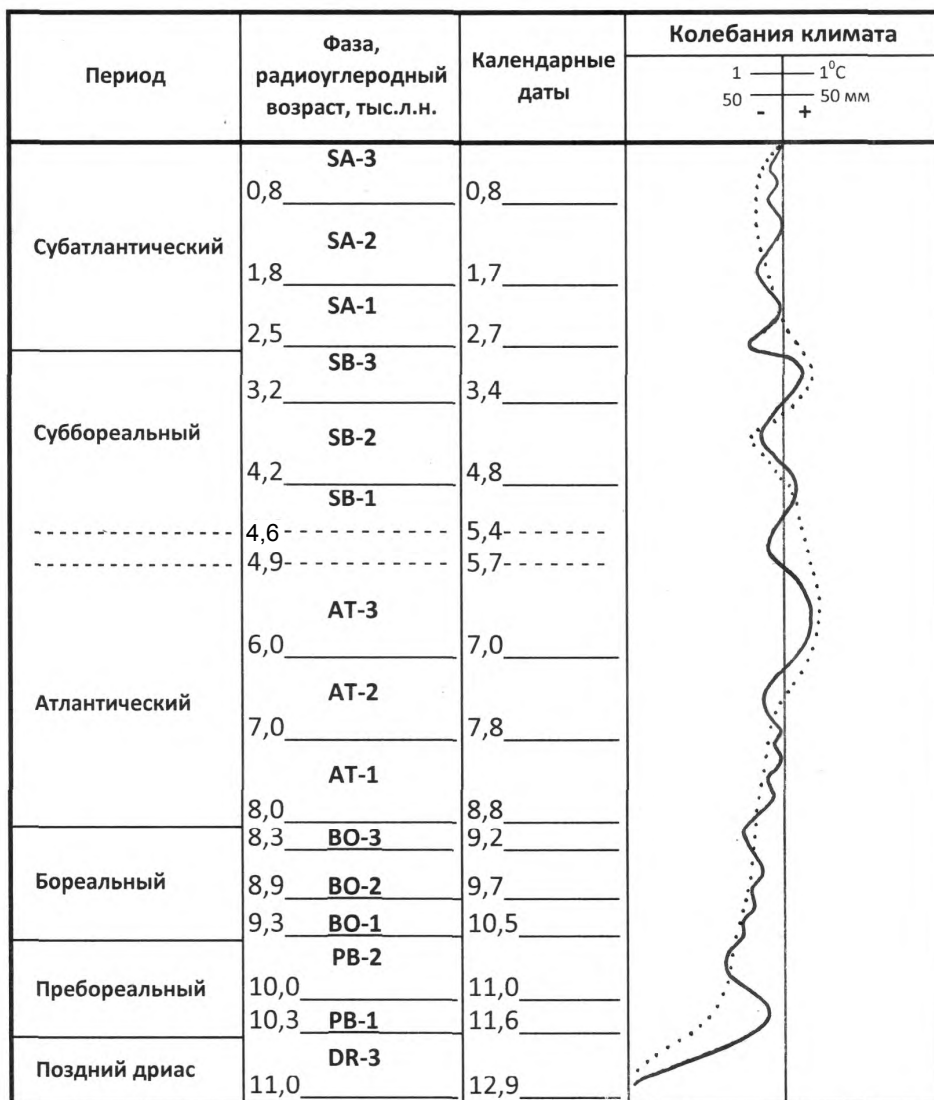 Период
Фаза,
радиоуглеродный
возраст, тыс.л.н.
Календарные
даты
Колебания климата
1 1⁰C
50 50 мм
- +
SA-3
0,8 0,8
Субатлантический
SA-2
1,8 1,7
SA-1
2,5 2,7
SB-3
3,2 3,4
Суббореальный
SB-2
4,2 4,8
SB-1
4,6 5,4
4,9 5,7
AT-3
6,0 7,0
Атлантический
AT-2
7,0 7,8
AT-1
8,0 8,8
8,3 BO-3 9,2
Бореальный
8,9 BO-2 9,7
9,3 BO-1 10,5
PB-2
Пребореальный
10,0 11,0
10,3 PB-1 11,6
Поздний дриас
DR-3
11,0 12,9